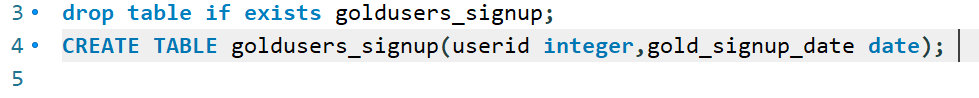 3 • drop table if exists goldusers_signup;
4 • CREATE TABLE goldusers_signup(userid integer,gold_signup_date date);
5